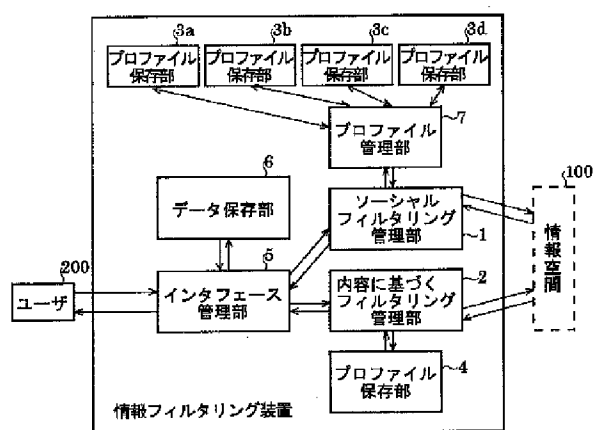 3a
3b
3c
3d
プロファイル
保存部
プロファイル
保存部
プロファイル
保存部
プロファイル
保存部
7
プロファイル
管理部
6
データ保存部
ソーシャル
フィルタリング
管理部
1
100
情報空間
200
ユーザ
5
インタフェース
管理部
2
内容に基づく
フィルタリング
管理部
プロファイル
保存部
4
情報フィルタリング装置